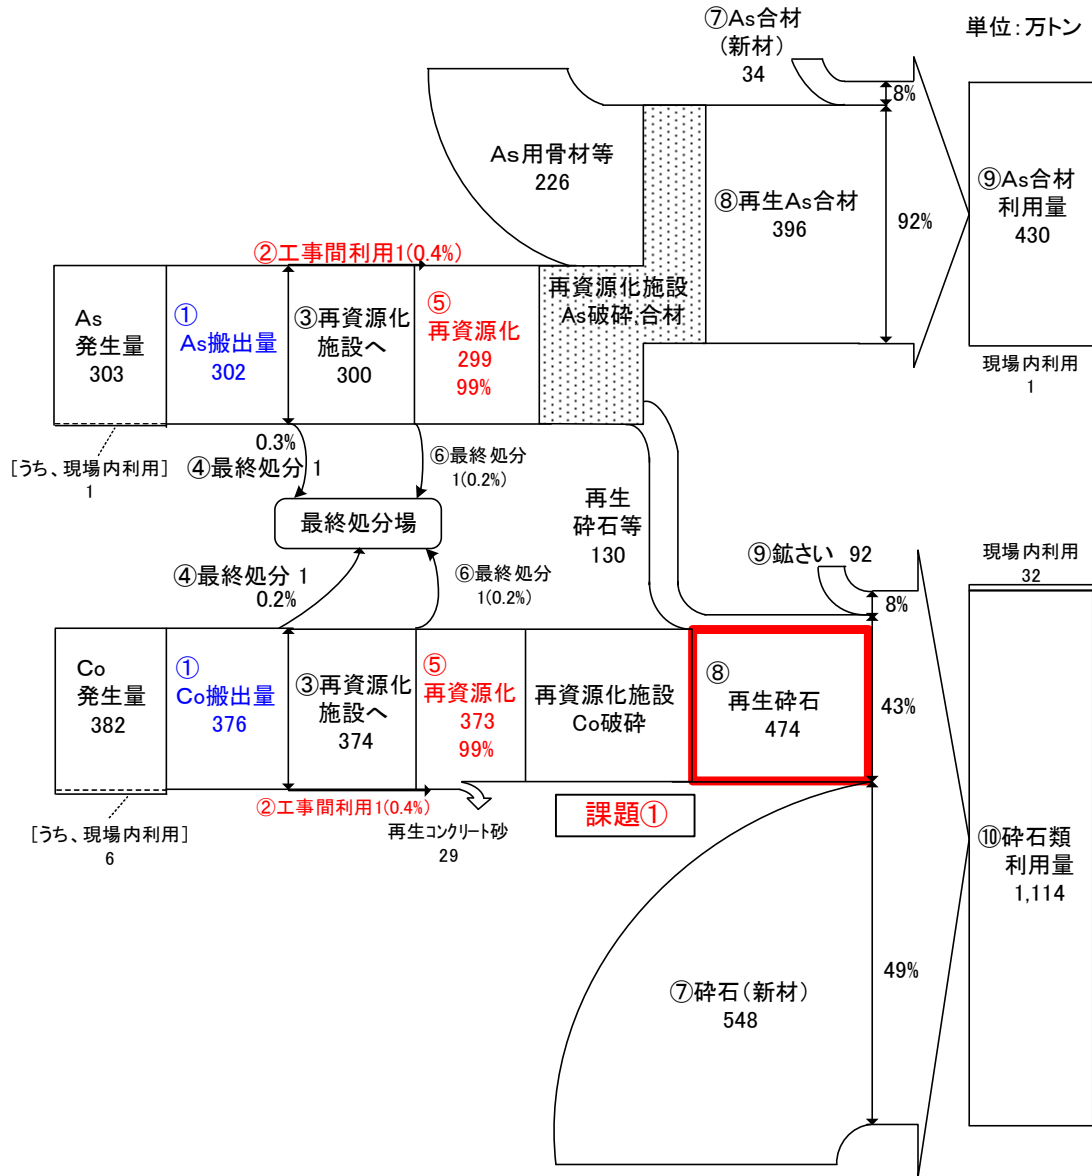 単位：万トン
⑦As合材
（新材）
34
8%
As用骨材等
226
⑧再生As合材
396
92%
⑨As合材
利用量
430
現場内利用
1
②工事間利用1(0.4%)
As
発生量
303
①
As搬出量
302
③再資源化
施設へ
300
⑤
再資源化
299
99%
再資源化施設
As破砕,合材
[うち、現場内利用]
1
0.3%
④最終処分 1
⑥最終処分
1(0.2%)
最終処分場
再生
砕石等
130
④最終処分 1
0.2%
⑥最終処分
1(0.2%)
⑨鉱さい 92
8%
現場内利用
32
Co
発生量
382
①
Co搬出量
376
③再資源化
施設へ
374
⑤
再資源化
373
99%
再資源化施設
Co破砕
⑧
再生砕石
474
43%
[うち、現場内利用]
6
②工事間利用1(0.4%)
再生コンクリート砂
29
課題①
⑩砕石類
利用量
1,114
⑦砕石（新材）
548
49%